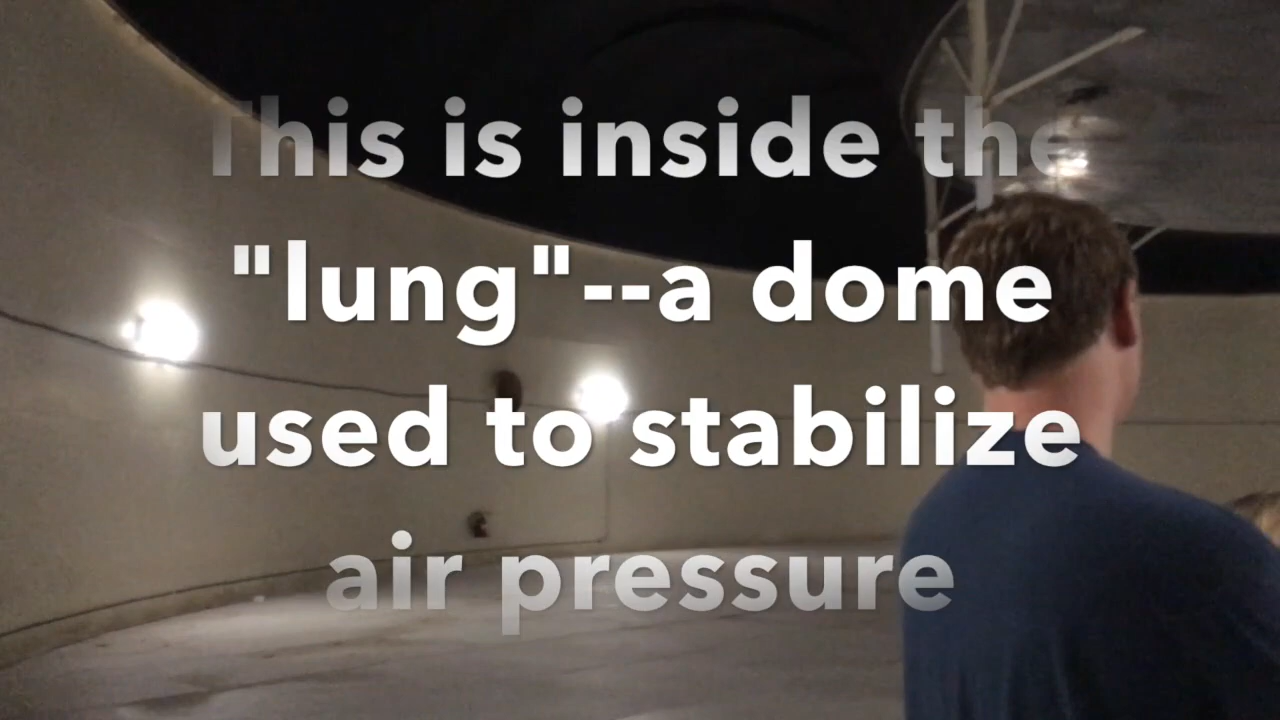 This is inside the
"lung"--a dome
used to stabilize
air pressure